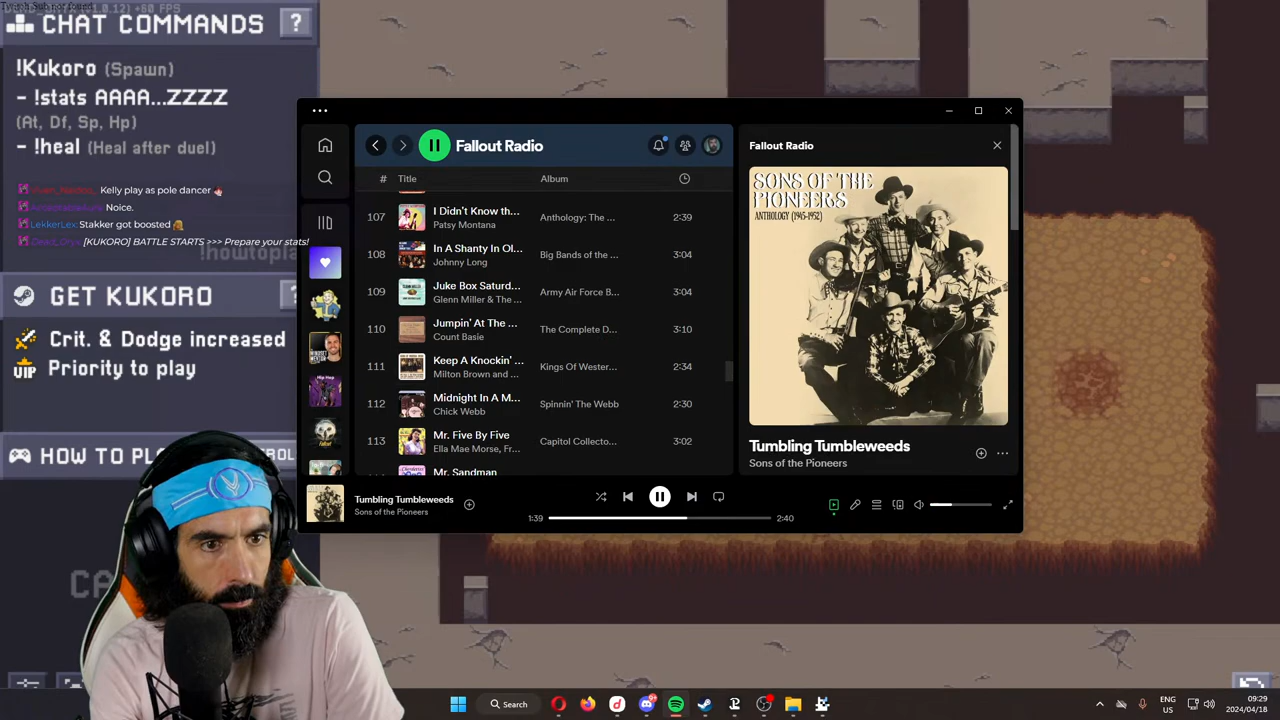 CHAT COMMANDS
?
!Kukoro (Spawn)
- !stats AAAA...ZZZZ
(At, Df, Sp, Hp)
- !heal (Heal after duel)
Kelly play as pole dancer
Noice.
LekkerLex: Stakker got boosted
[KUKORO] BATTLE STARTS >>> Prepare your stats!
!howtopla
GET KUKORO
Crit. & Dodge increased
VIP Priority to play
HOW TO PL
ROL
CA
Fallout Radio
# Title Album
107 I Didn't Know th... Anthology: The ... 2:39
Patsy Montana
108 In A Shanty In Ol... Big Bands of the ... 3:04
Johnny Long
109 Juke Box Saturd... Army Air Force B... 3:04
Glenn Miller & The ...
110 Jumpin' At The ... The Complete D... 3:10
Count Basie
111 Keep A Knockin' ... Kings Of Wester... 2:34
Milton Brown and ...
112 Midnight In A M... Spinnin' The Webb 2:30
Chick Webb
113 Mr. Five By Five Capitol Collecto... 3:02
Ella Mae Morse, Fr...
Mr. Sandman
Fallout Radio
SONS OF THE
PIONEERS
ANTHOLOGY (1945-1952)
Tumbling Tumbleweeds
Sons of the Pioneers
Tumbling Tumbleweeds
Sons of the Pioneers
1:39
2:40
Search
ENG
US
09:29
2024/04/18